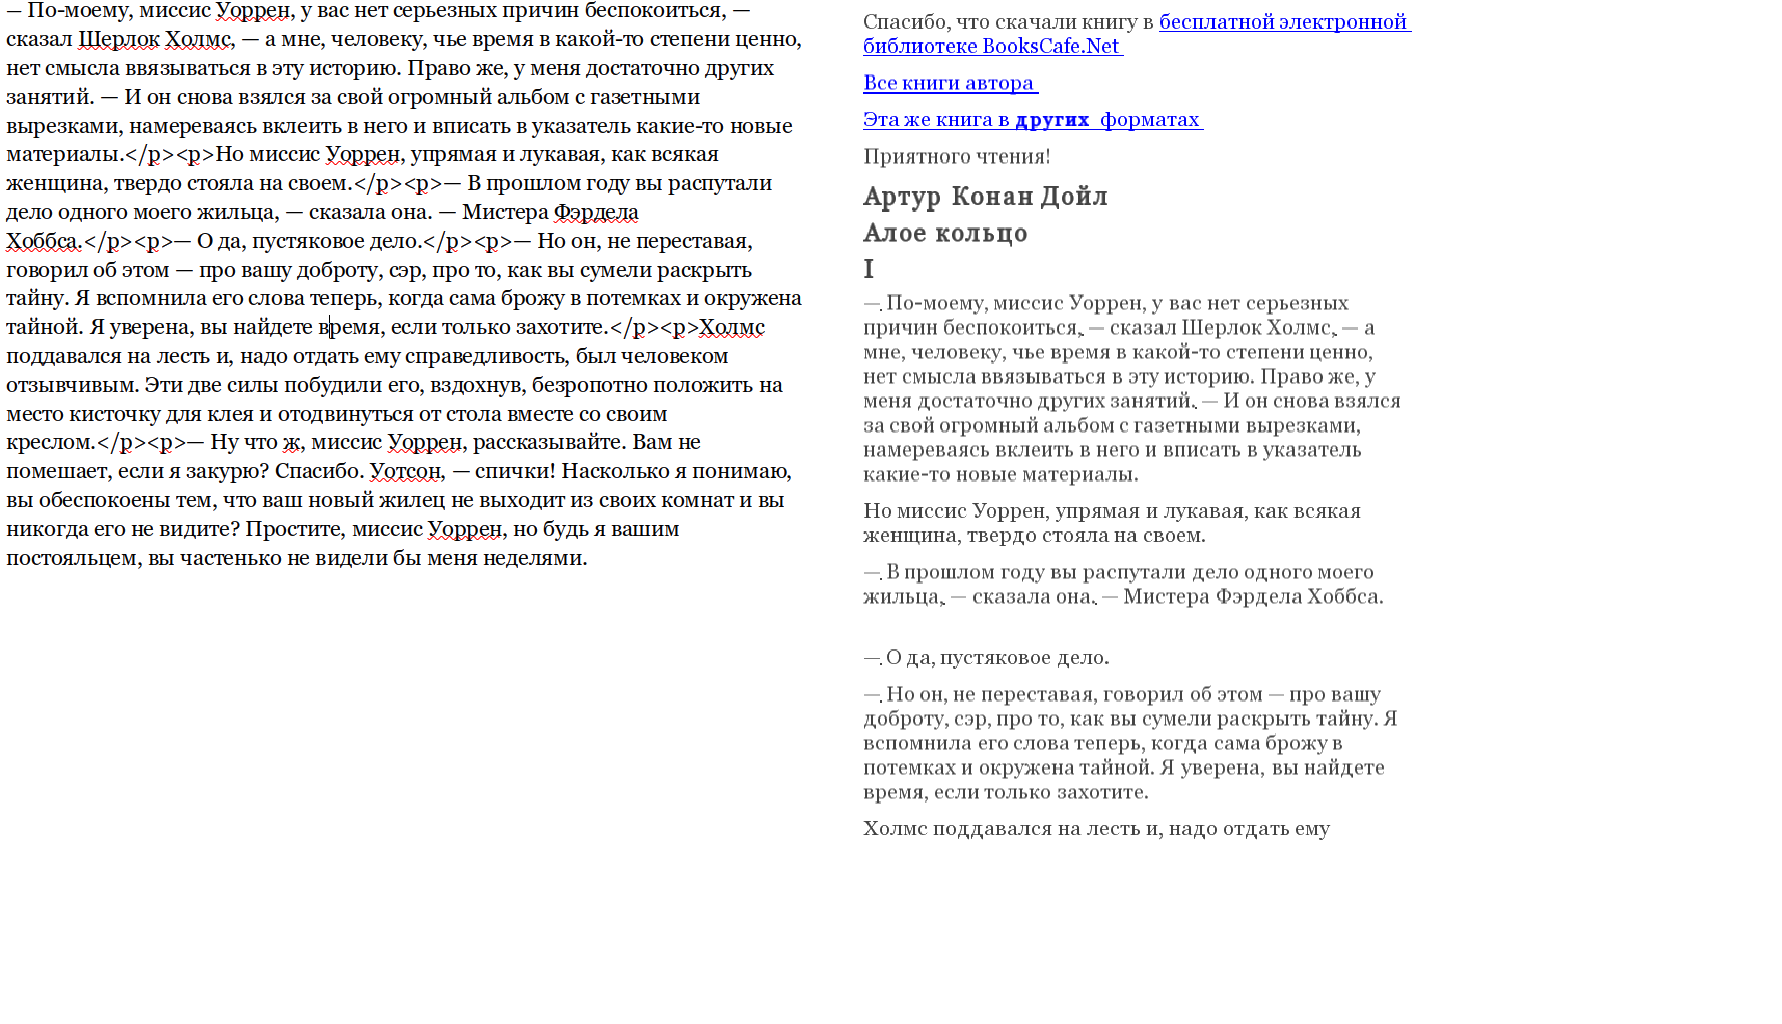 — По-моему, миссис Уоррен, у вас нет серьезных причин беспокоиться, —
сказал Шерлок Холмс, — а мне, человеку, чье время в какой-то степени ценно,
нет смысла ввязываться в эту историю. Право же, у меня достаточно других
занятий. — И он снова взялся за свой огромный альбом с газетными
вырезками, намереваясь вклеить в него и вписать в указатель какие-то новые
материалы.</p><p>Но миссис Уоррен, упрямая и лукавая, как всякая
женщина, твердо стояла на своем.</p><p>— В прошлом году вы распутали
дело одного моего жильца, — сказала она. — Мистера Фэрдела
Хоббса.</p><p>— О да, пустяковое дело.</p><p>— Но он, не переставая,
говорил об этом — про вашу доброту, сэр, про то, как вы сумели раскрыть
тайну. Я вспомнила его слова теперь, когда сама брожу в потемках и окружена
тайной. Я уверена, вы найдете время, если только захотите.</p><p>Холмс
поддавался на лесть и, надо отдать ему справедливость, был человеком
отзывчивым. Эти две силы побудили его, вздохнув, безропотно положить на
место кисточку для клея и отодвинуться от стола вместе со своим
креслом.</p><p>— Ну что ж, миссис Уоррен, рассказывайте. Вам не
помешает, если я закурю? Спасибо. Уотсон, — спички! Насколько я понимаю,
вы обеспокоены тем, что ваш новый жилец не выходит из своих комнат и вы
никогда его не видите? Простите, миссис Уоррен, но будь я вашим
постояльцем, вы частенько не видели бы меня неделями.
Спасибо, что скачали книгу в бесплатной электронной
библиотеке BooksCafe.Net
Все книги автора
Эта же книга в других форматах
Приятного чтения!
Артур Конан Дойл
Алое кольцо
I
— По-моему, миссис Уоррен, у вас нет серьезных
причин беспокоиться, — сказал Шерлок Холмс, — а
мне, человеку, чье время в какой-то степени ценно,
нет смысла ввязываться в эту историю. Право же, у
меня достаточно других занятий. — И он снова взялся
за свой огромный альбом с газетными вырезками,
намереваясь вклеить в него и вписать в указатель
какие-то новые материалы.
Но миссис Уоррен, упрямая и лукавая, как всякая
женщина, твердо стояла на своем.
— В прошлом году вы распутали дело одного моего
жильца, — сказала она. — Мистера Фэрдела Хоббса.
— О да, пустяковое дело.
— Но он, не переставая, говорил об этом — про вашу
доброту, сэр, про то, как вы сумели раскрыть тайну. Я
вспомнила его слова теперь, когда сама брожу в
потемках и окружена тайной. Я уверена, вы найдете
время, если только захотите.
Холмс поддавался на лесть и, надо отдать ему